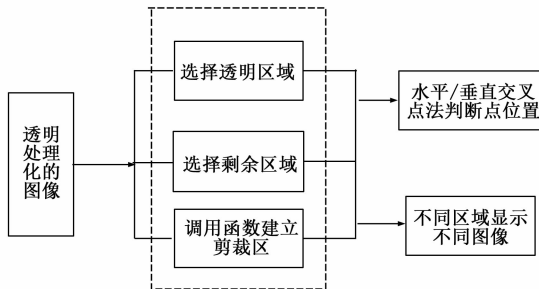 透明
处理
化的
图像
选择透明区域
选择剩余区域
调用函数建立
剪裁区
水平/垂直交叉
点法判断点位置
不同区域显示
不同图像